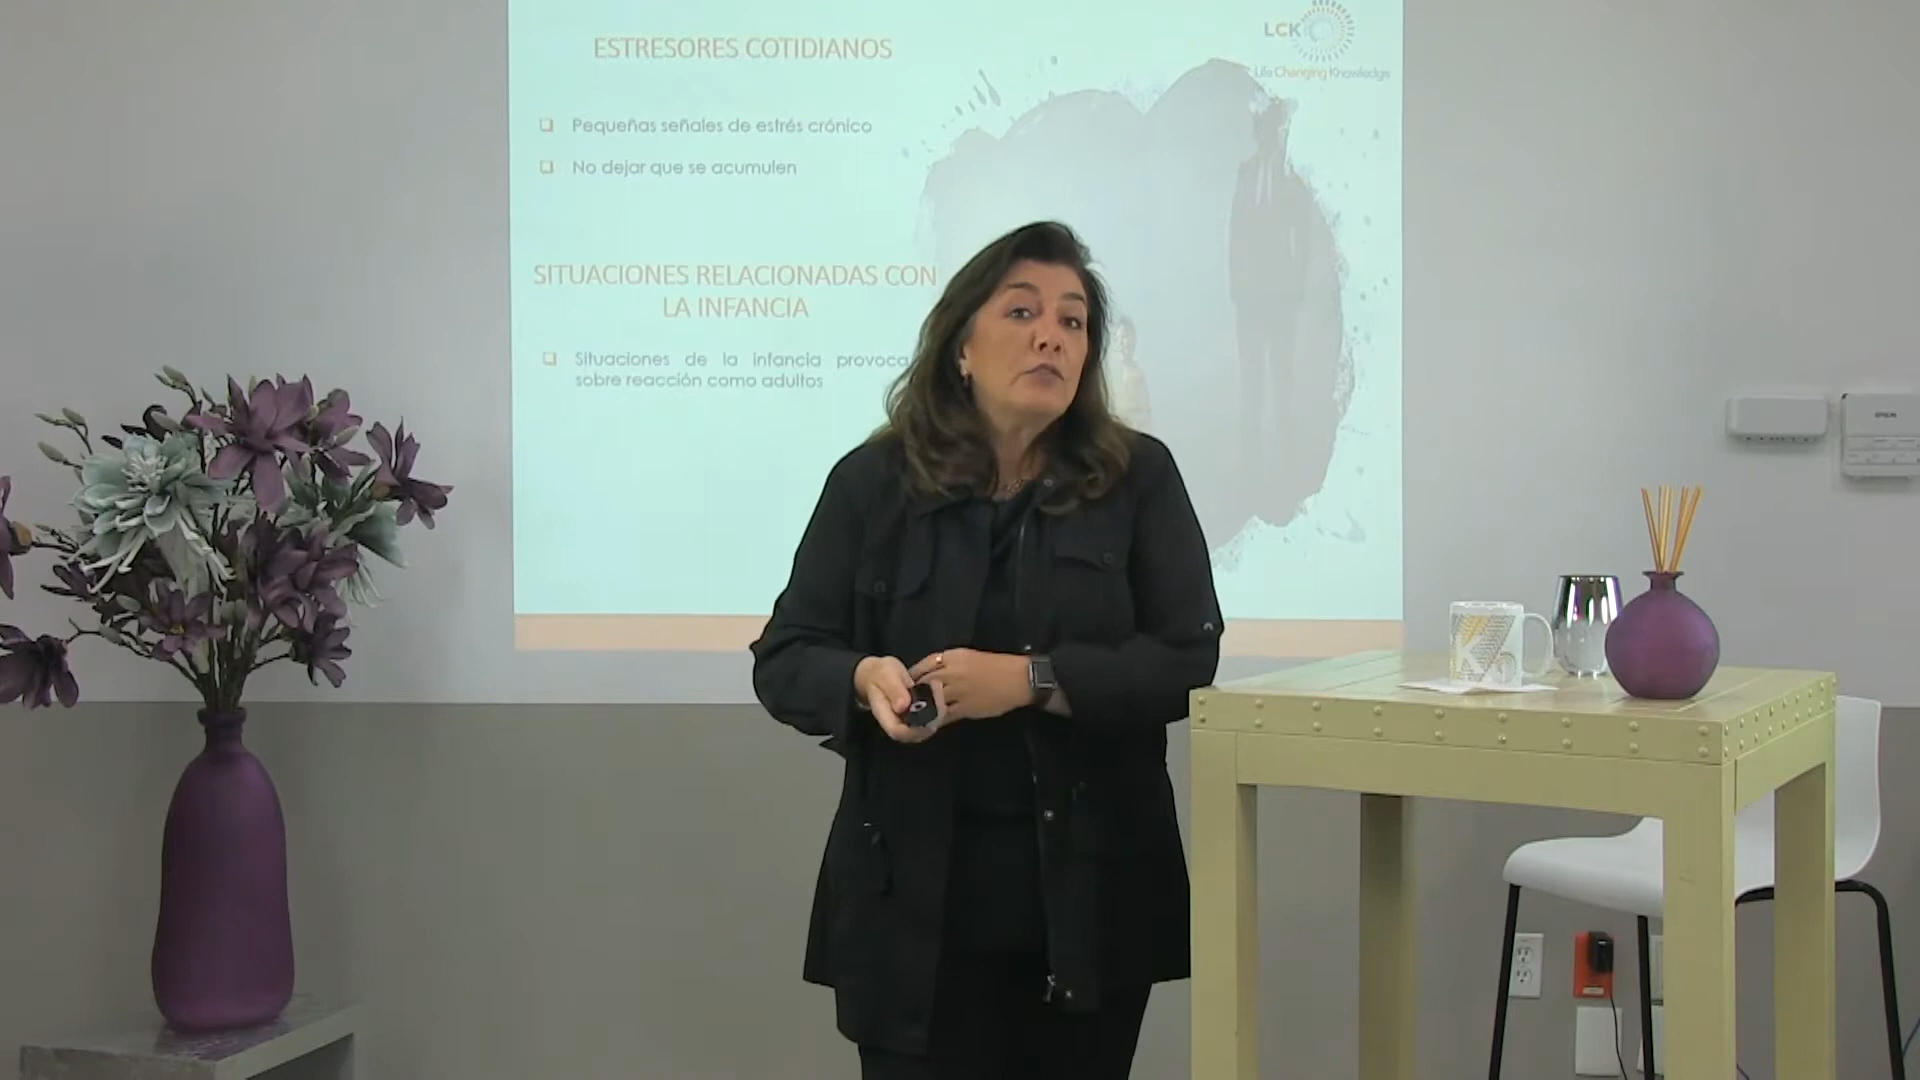 ESTRESORES COTIDIANOS
LCK
Life Changing Knowledge
Pequeñas señales de estrés crónico
No dejar que se acumulen
SITUACIONES RELACIONADAS CON
LA INFANCIA
Situaciones de la infancia provoca
sobre reacción como adultos
EPSON
K